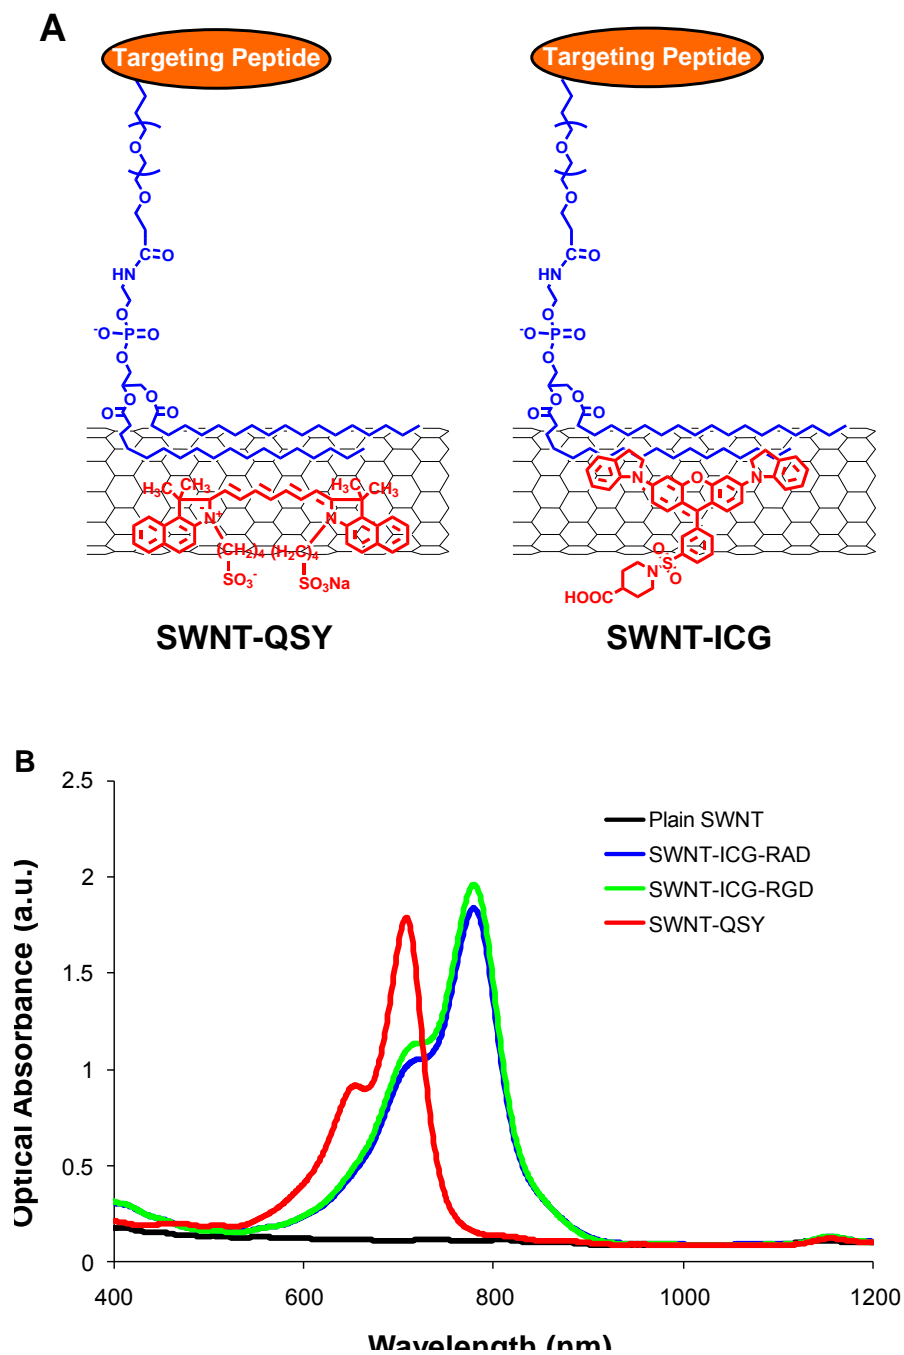 A
Targeting Peptide Targeting Peptide
O O
O O
C=O C=O
HN HN
O O
-O-P=O -O-P=O
O O
O O O O
O O O O
H3C CH3 H3C CH3 O
N+ N N N
(CH2)4 (H2C)4 O
SO3- SO3Na N S O
HOOC
SWNT-QSY SWNT-ICG
B
2.5
Plain SWNT
SWNT-ICG-RAD
SWNT-ICG-RGD
SWNT-QSY
2
1.5
1
0.5
0
Optical Absorbance (a.u.)
400 600 800 1000 1200
Wavelength (nm)